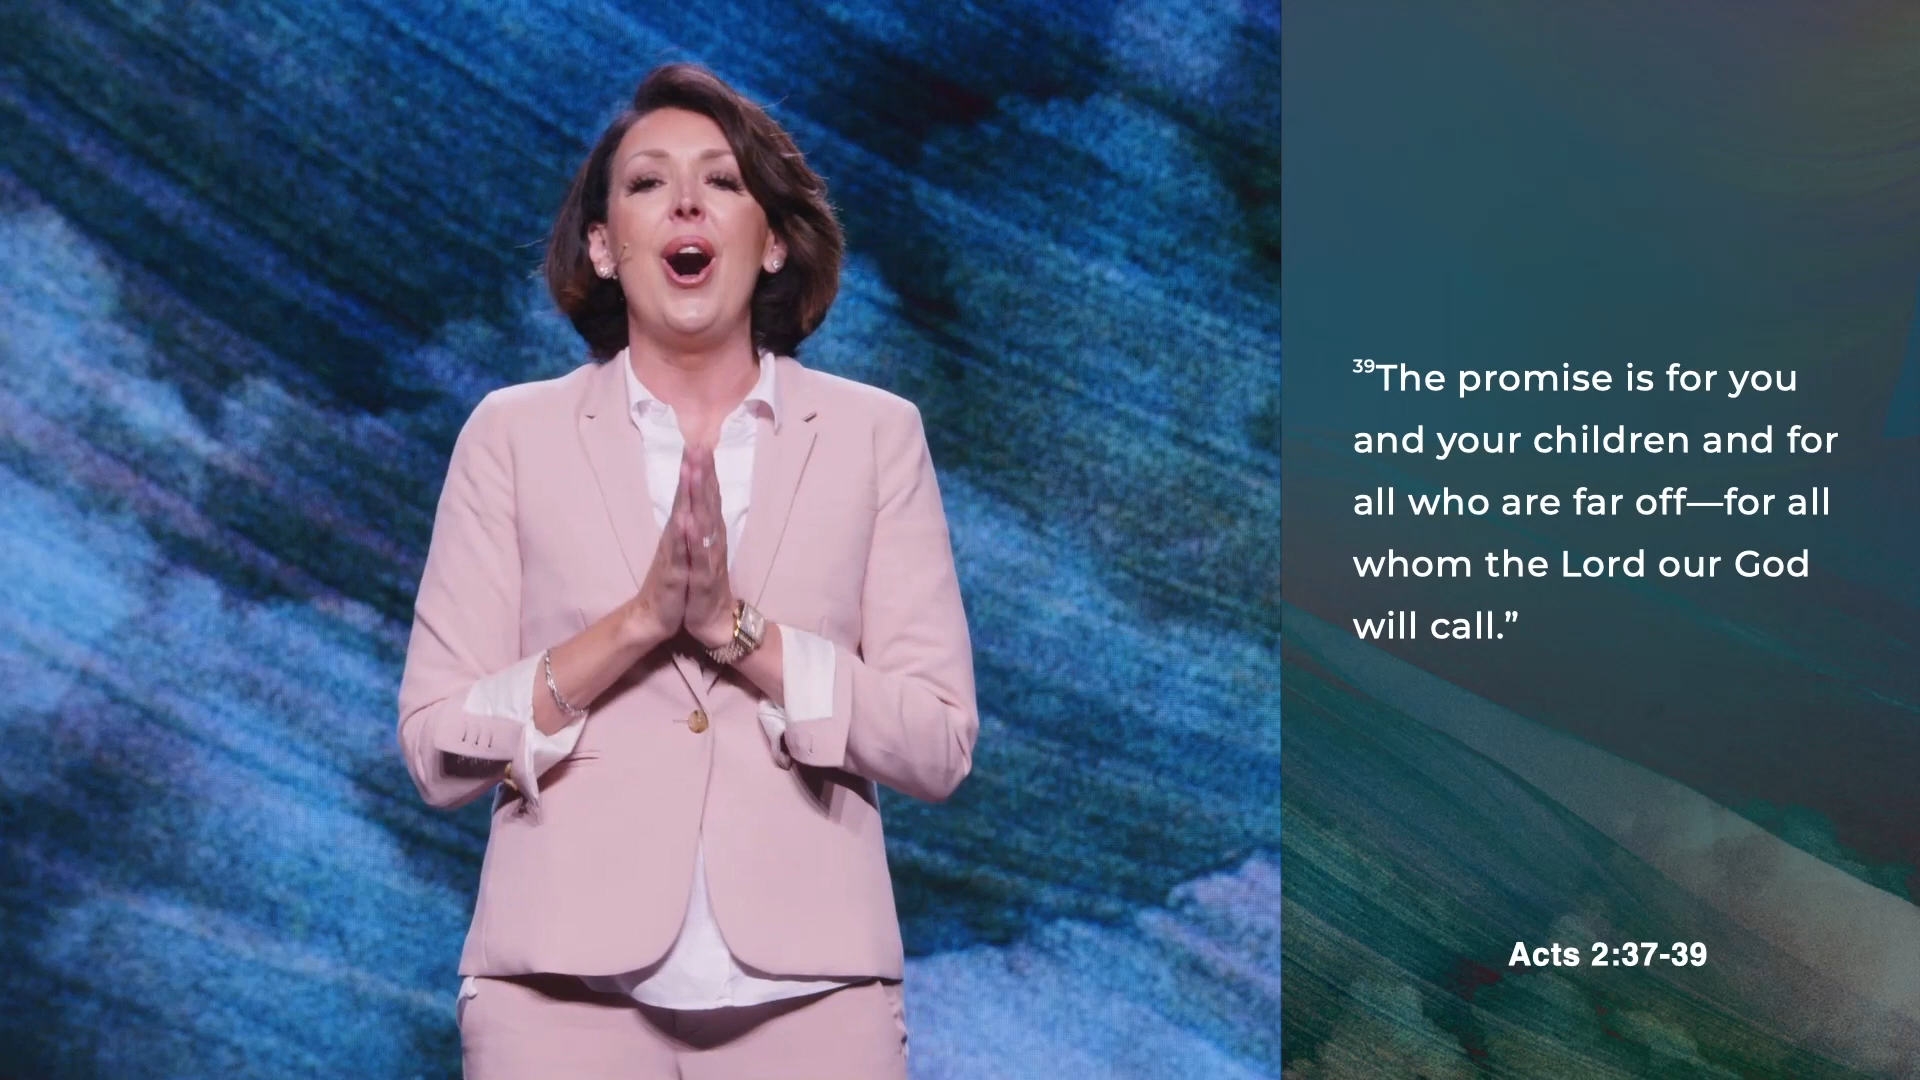 ³⁹The promise is for you
and your children and for
all who are far off—for all
whom the Lord our God
will call.”
Acts 2:37-39